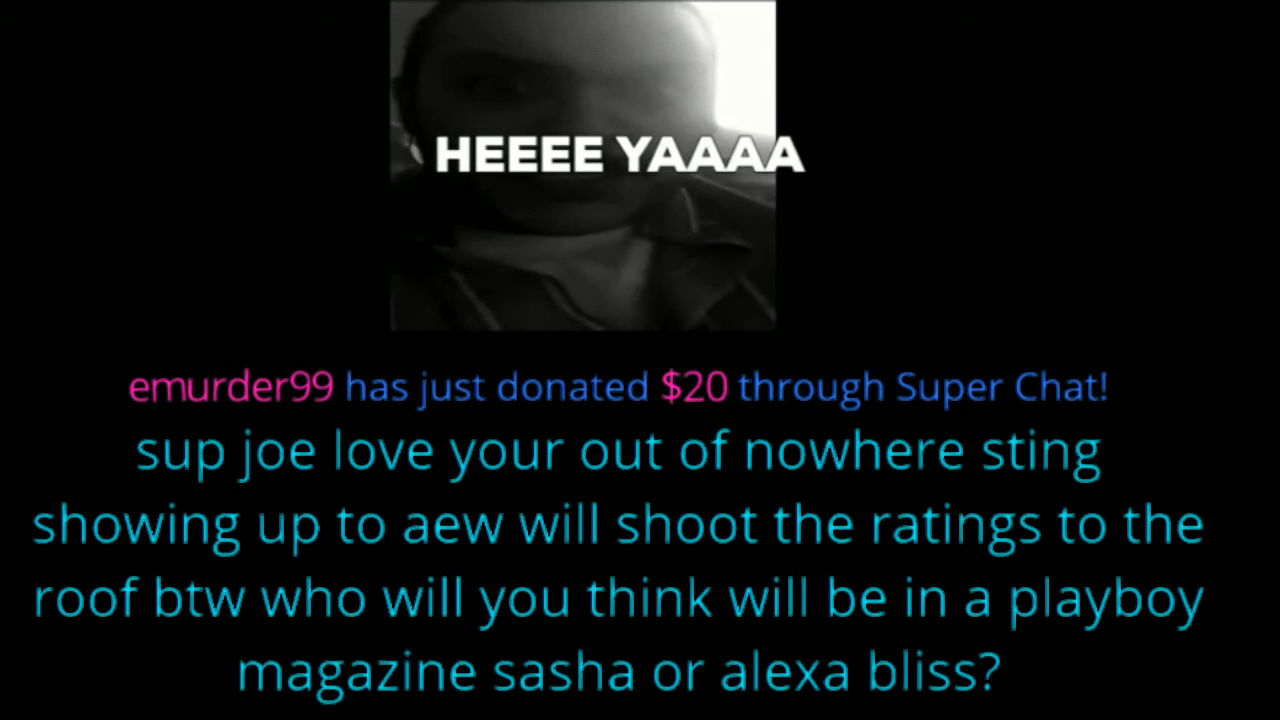 HEEEE YAAAA
emurder99 has just donated $20 through Super Chat!
sup joe love your out of nowhere sting
showing up to aew will shoot the ratings to the
roof btw who will you think will be in a playboy
magazine sasha or alexa bliss?